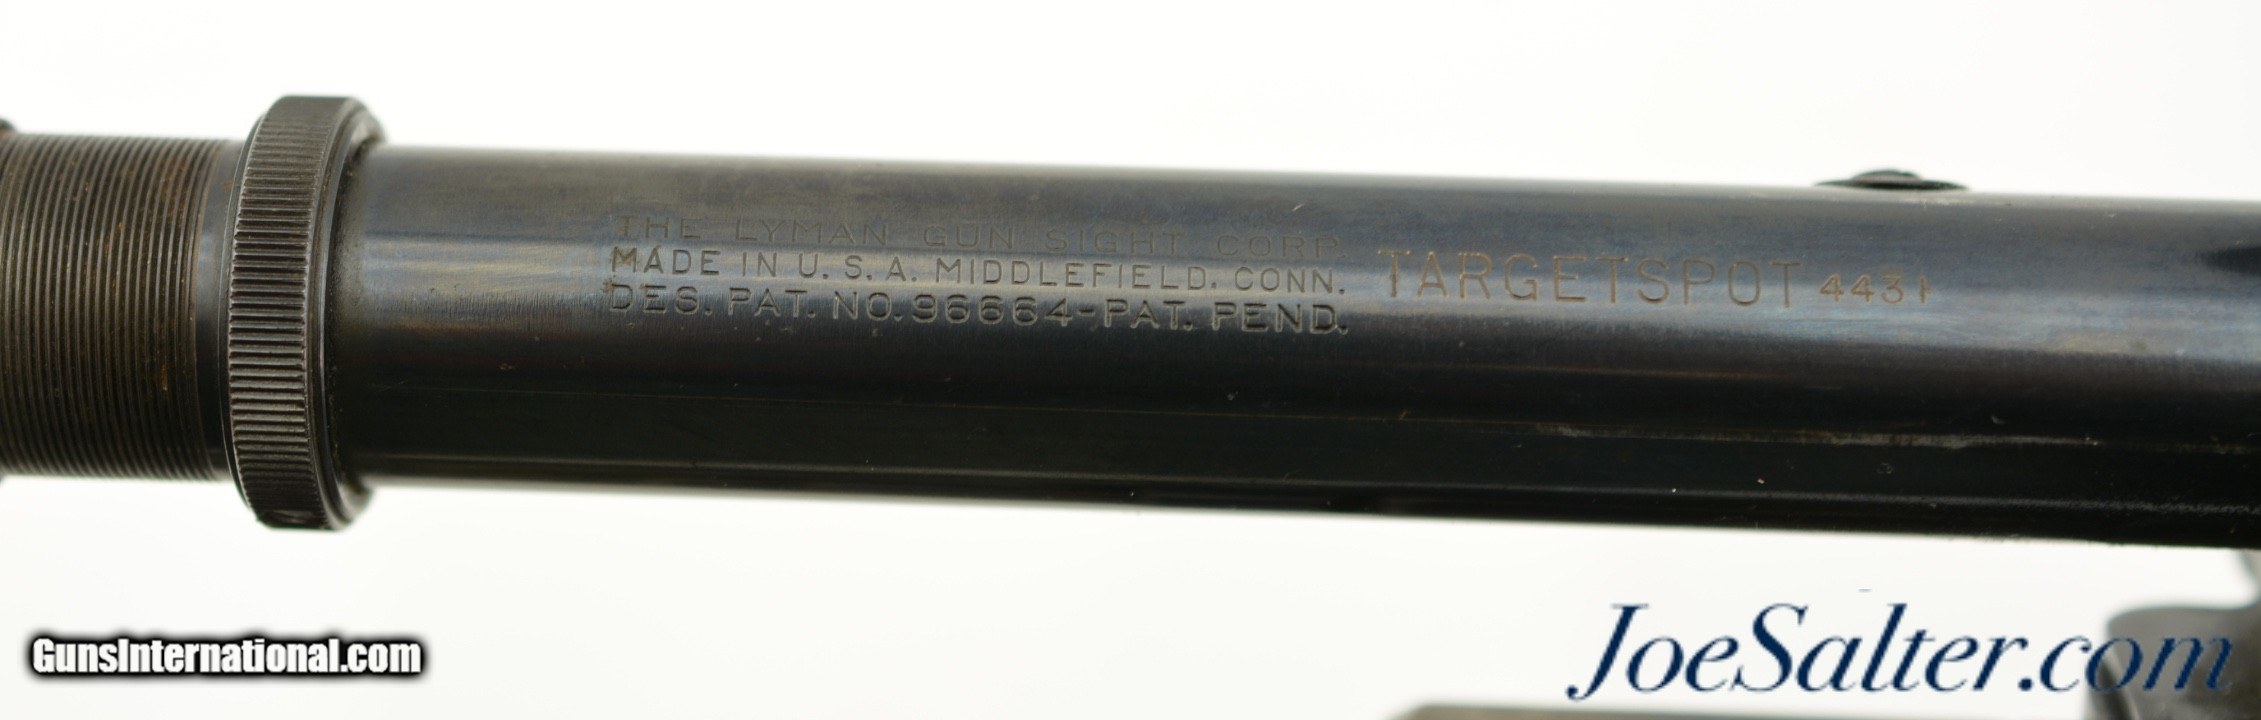 THE LYMAN GUN SIGHT CORP.
MADE IN U. S. A. MIDDLEFIELD, CONN.
DES. PAT. NO. 96664-PAT. PEND.
TARGETSPOT 4431
GunsInternational.com
JoeSalter.com